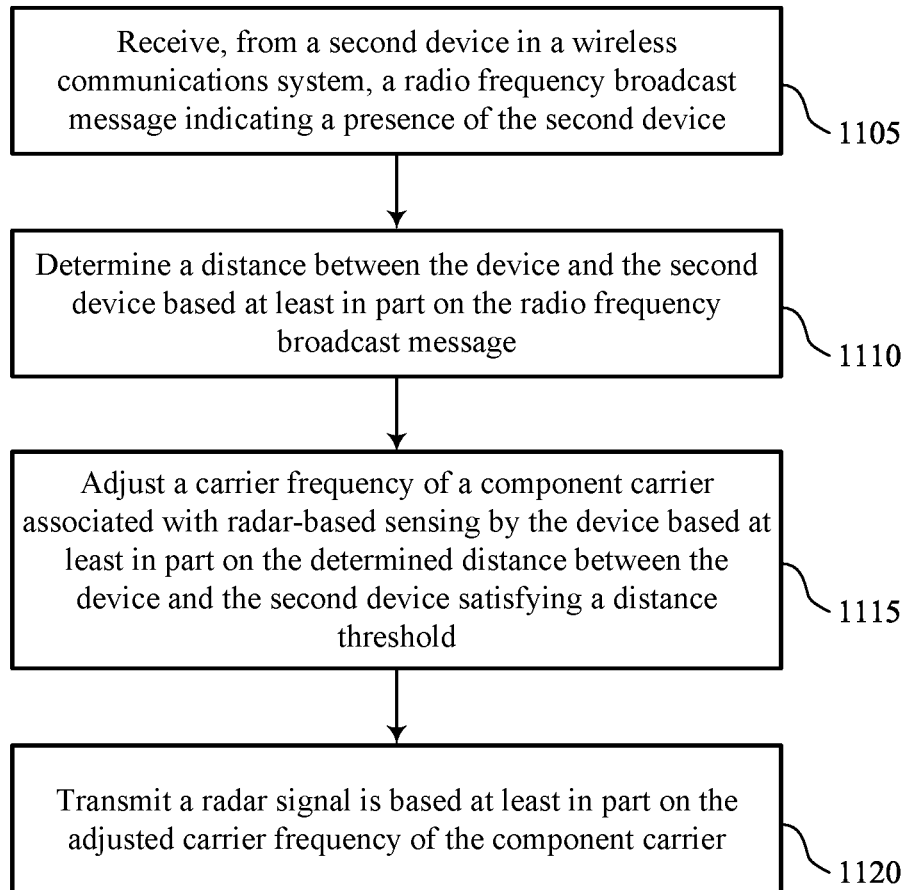 Receive, from a second device in a wireless
communications system, a radio frequency broadcast
message indicating a presence of the second device
1105
Determine a distance between the device and the second
device based at least in part on the radio frequency
broadcast message
1110
Adjust a carrier frequency of a component carrier
associated with radar-based sensing by the device based at
least in part on the determined distance between the
device and the second device satisfying a distance
threshold
1115
Transmit a radar signal is based at least in part on the
adjusted carrier frequency of the component carrier
1120